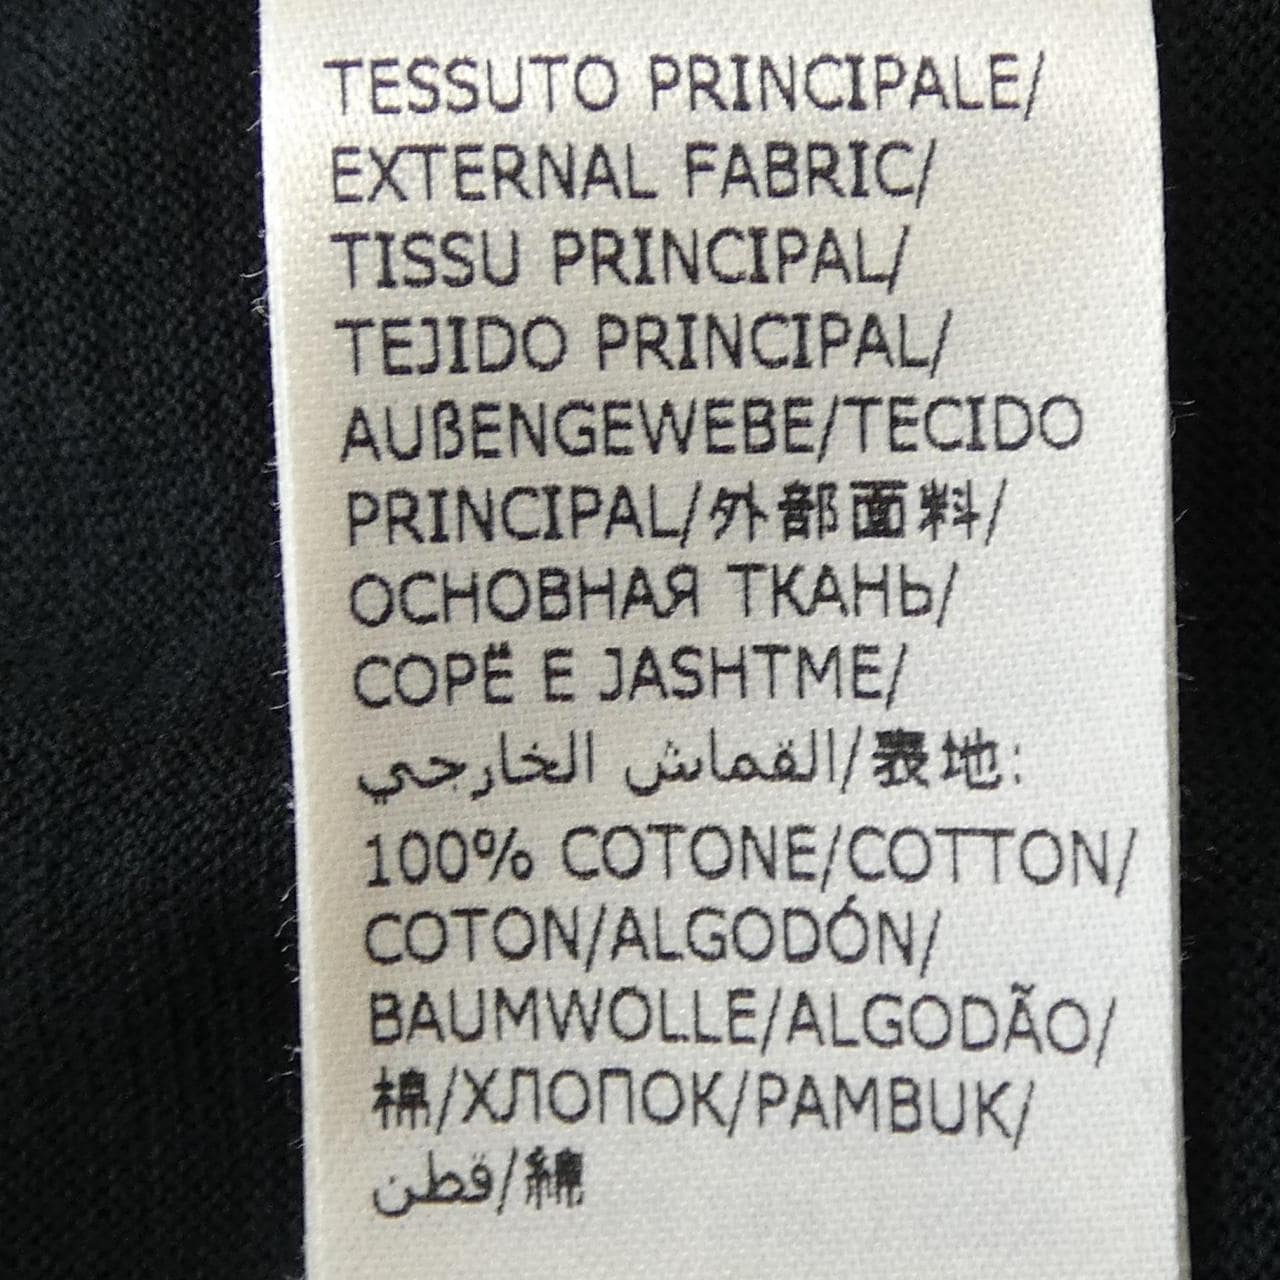 TESSUTO PRINCIPALE/
EXTERNAL FABRIC/
TISSU PRINCIPAL/
TEJIDO PRINCIPAL/
AUßENGEWEBE/TECIDO
PRINCIPAL/外部面料/
ОСНОВНАЯ ТКАНЬ/
COPË E JASHTME/
القماش الخارجي/表地:
100% COTONE/COTTON/
COTON/ALGODÓN/
BAUMWOLLE/ALGODÃO/
棉/ХЛОПОК/PAMBUK/
قطن/綿